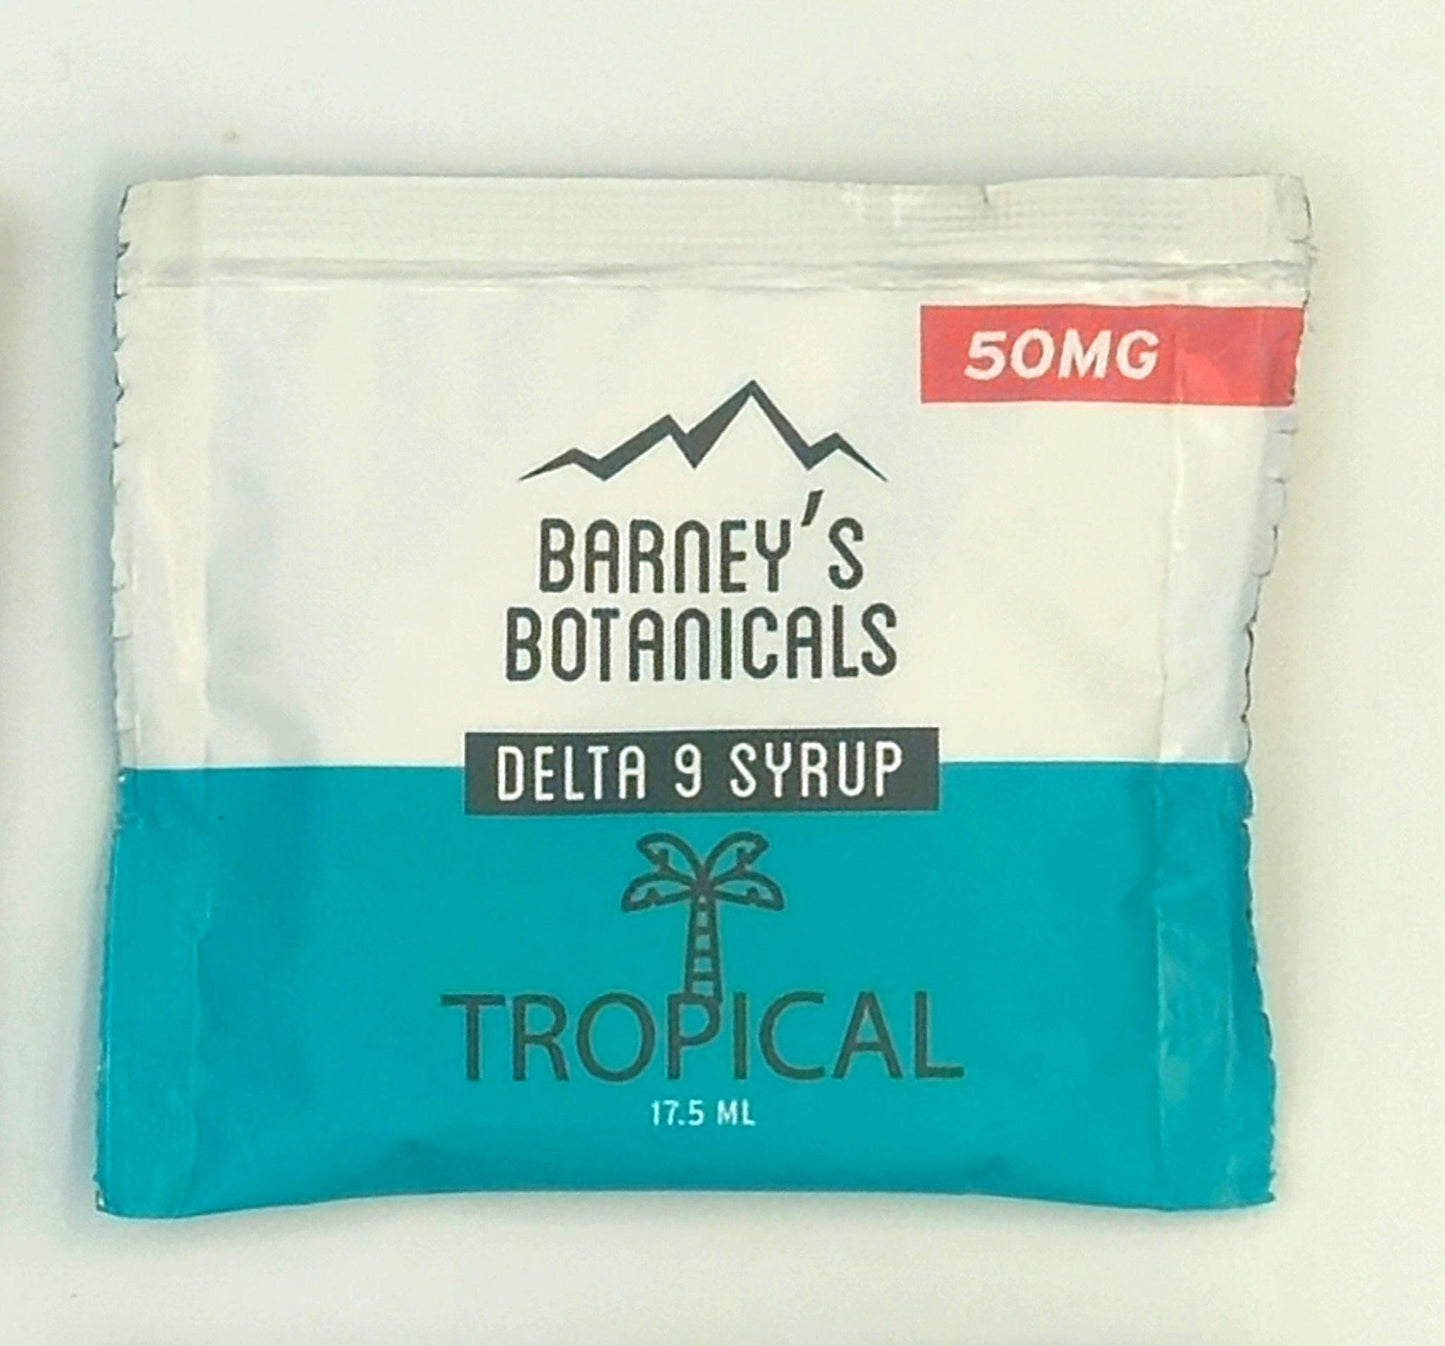 50MG
BARNEY'S
BOTANICALS
DELTA 9 SYRUP
TROPICAL
17.5 ML